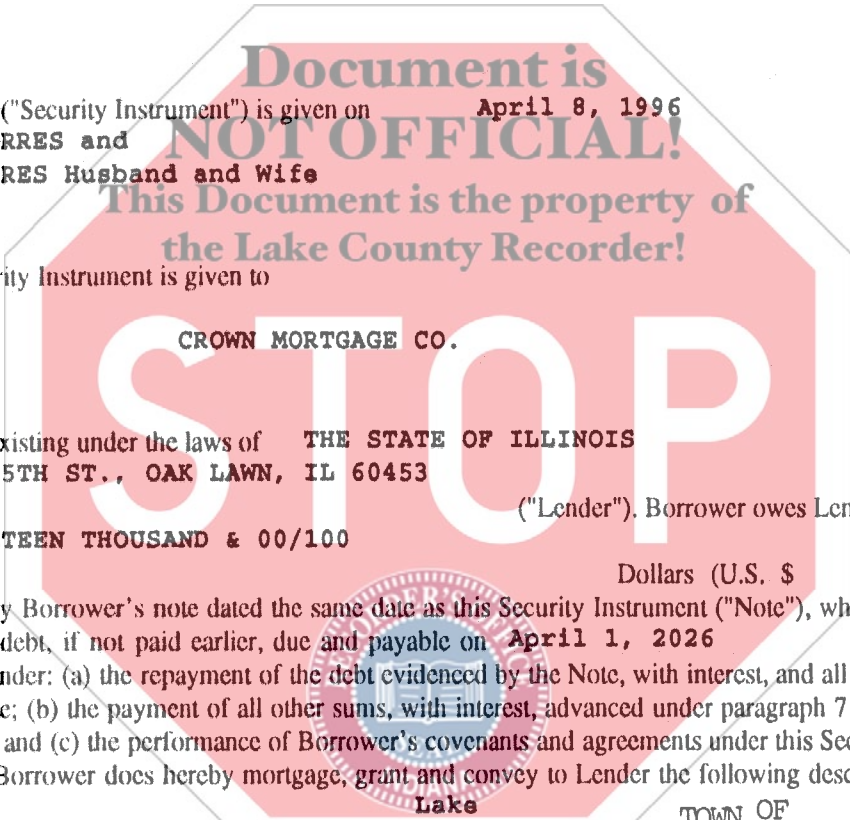 Document is
("Security Instrument") is given on April 8, 1996
NOT OFFICIAL!
RRES and
RES Husband and Wife
This Document is the property of
the Lake County Recorder!
rity Instrument is given to
CROWN MORTGAGE CO.
STOP
xisting under the laws of THE STATE OF ILLINOIS
5TH ST., OAK LAWN, IL 60453
("Lender"). Borrower owes Len
TEEN THOUSAND & 00/100
Dollars (U.S. $
y Borrower's note dated the same date as this Security Instrument ("Note"), wh
debt, if not paid earlier, due and payable on April 1, 2026
nder: (a) the repayment of the debt evidenced by the Note, with interest, and all
e; (b) the payment of all other sums, with interest, advanced under paragraph 7
and (c) the performance of Borrower's covenants and agreements under this Sec
Borrower does hereby mortgage, grant and convey to Lender the following desc
Lake
TOWN OF
RECORDER'S OFFIC